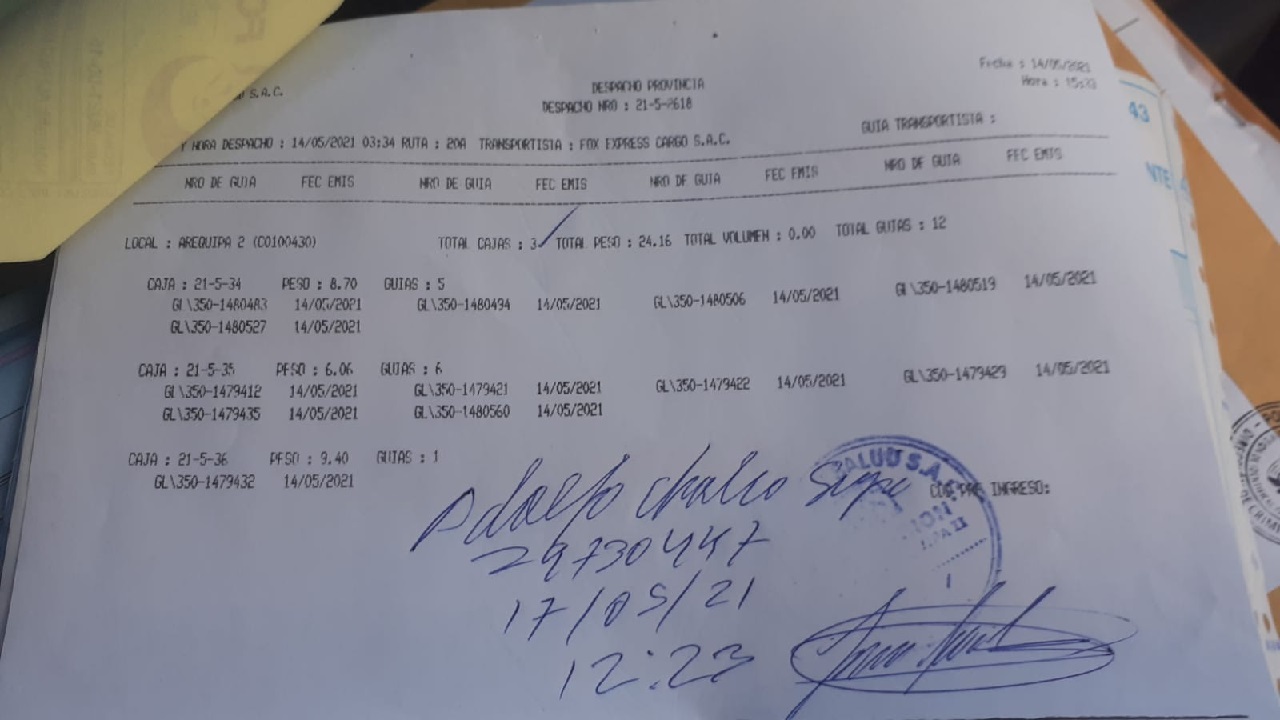 S.A.C.
DESPACHO PROVINCIA
Fecha : 14/05/2021
DESPACHO NRO : 21-5-2618
Hora : 15:33
Y HORA DESPACHO : 14/05/2021 03:34 RUTA : 20A TRANSPORTISTA : FOX EXPRESS CARGO S.A.C.
GUIA TRANSPORTISTA :
NRO DE GUIA FEC EMIS NRO DE GUIA FEC EMIS NRO DE GUIA FEC EMIS NRO DE GUIA FEC EMIS
LOCAL : AREQUIPA 2 (C0100430) TOTAL CAJAS : 3 TOTAL PESO : 24.16 TOTAL VOLUMEN : 0.00 TOTAL GUIAS : 12
CAJA : 21-5-34 PESO : 8.70 GUIAS : 5
GL\350-1480483 14/05/2021 GL\350-1480494 14/05/2021 GL\350-1480506 14/05/2021 GL\350-1480519 14/05/2021
GL\350-1480527 14/05/2021
CAJA : 21-5-35 PESO : 6.06 GUIAS : 6
GL\350-1479412 14/05/2021 GL\350-1479421 14/05/2021 GL\350-1479422 14/05/2021 GL\350-1479429 14/05/2021
GL\350-1479435 14/05/2021 GL\350-1480560 14/05/2021
CAJA : 21-5-36 PESO : 9.40 GUIAS : 1
GL\350-1479432 14/05/2021
SALUD S.A.C.
INGRESO:
Adolfo Chalco
29730447
17/05/21
12:23
43
NTE